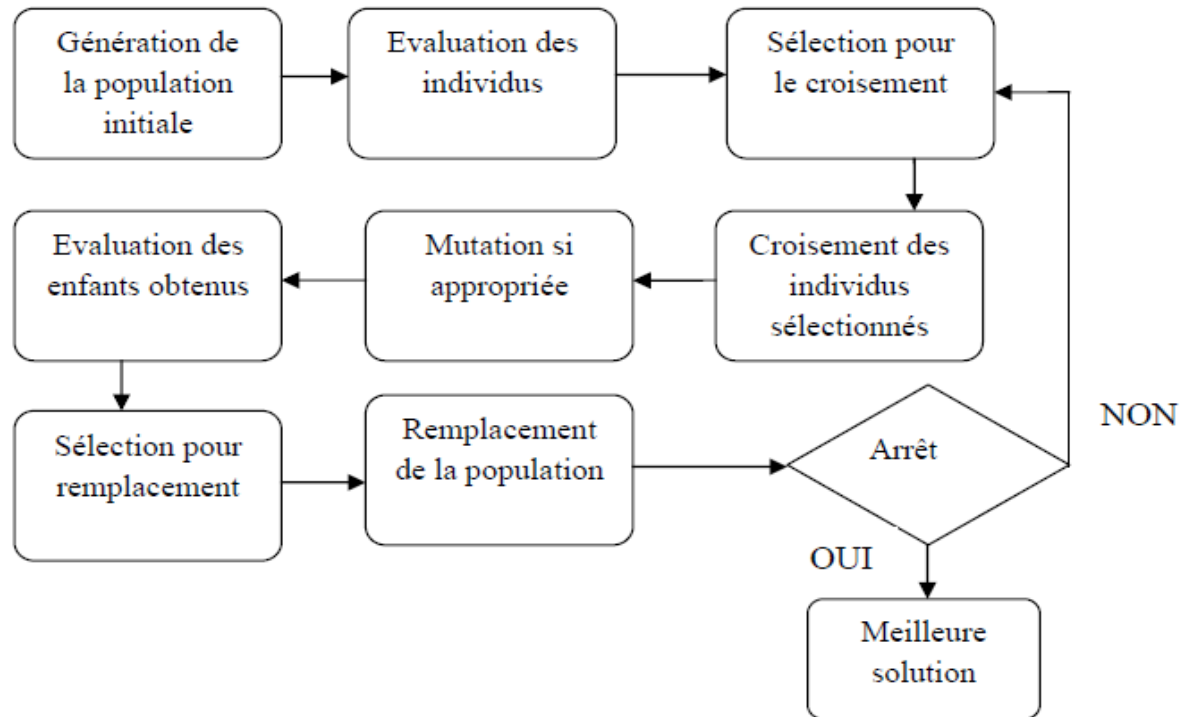 Génération de
la population
initiale
Evaluation des
individus
Sélection pour
le croisement
Croisement des
individus
sélectionnés
Mutation si
appropriée
Evaluation des
enfants obtenus
Sélection pour
remplacement
Remplacement
de la population
Arrêt
NON
OUI
Meilleure
solution